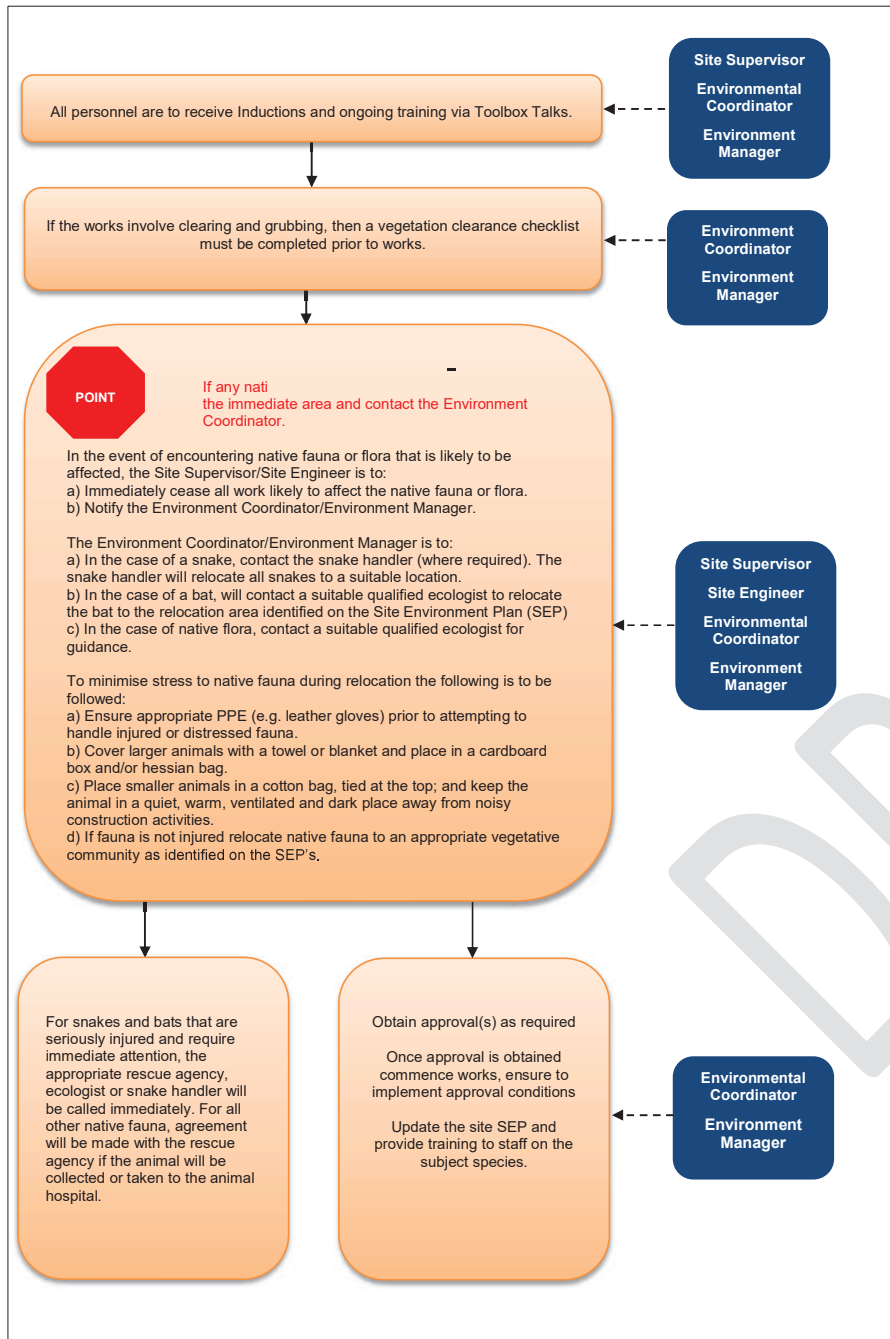 All personnel are to receive Inductions and ongoing training via Toolbox Talks.
Site Supervisor
Environmental
Coordinator
Environment
Manager
If the works involve clearing and grubbing, then a vegetation clearance checklist
must be completed prior to works.
Environment
Coordinator
Environment
Manager
POINT
If any nati
the immediate area and contact the Environment
Coordinator.
In the event of encountering native fauna or flora that is likely to be
affected, the Site Supervisor/Site Engineer is to:
a) Immediately cease all work likely to affect the native fauna or flora.
b) Notify the Environment Coordinator/Environment Manager.
The Environment Coordinator/Environment Manager is to:
a) In the case of a snake, contact the snake handler (where required). The
snake handler will relocate all snakes to a suitable location.
b) In the case of a bat, will contact a suitable qualified ecologist to relocate
the bat to the relocation area identified on the Site Environment Plan (SEP)
c) In the case of native flora, contact a suitable qualified ecologist for
guidance.
To minimise stress to native fauna during relocation the following is to be
followed:
a) Ensure appropriate PPE (e.g. leather gloves) prior to attempting to
handle injured or distressed fauna.
b) Cover larger animals with a towel or blanket and place in a cardboard
box and/or hessian bag.
c) Place smaller animals in a cotton bag, tied at the top; and keep the
animal in a quiet, warm, ventilated and dark place away from noisy
construction activities.
d) If fauna is not injured relocate native fauna to an appropriate vegetative
community as identified on the SEP's.
Site Supervisor
Site Engineer
Environmental
Coordinator
Environment
Manager
For snakes and bats that are
seriously injured and require
immediate attention, the
appropriate rescue agency,
ecologist or snake handler will
be called immediately. For all
other native fauna, agreement
will be made with the rescue
agency if the animal will be
collected or taken to the animal
hospital.
Obtain approval(s) as required
Once approval is obtained
commence works, ensure to
implement approval conditions
Update the site SEP and
provide training to staff on the
subject species.
Environmental
Coordinator
Environment
Manager